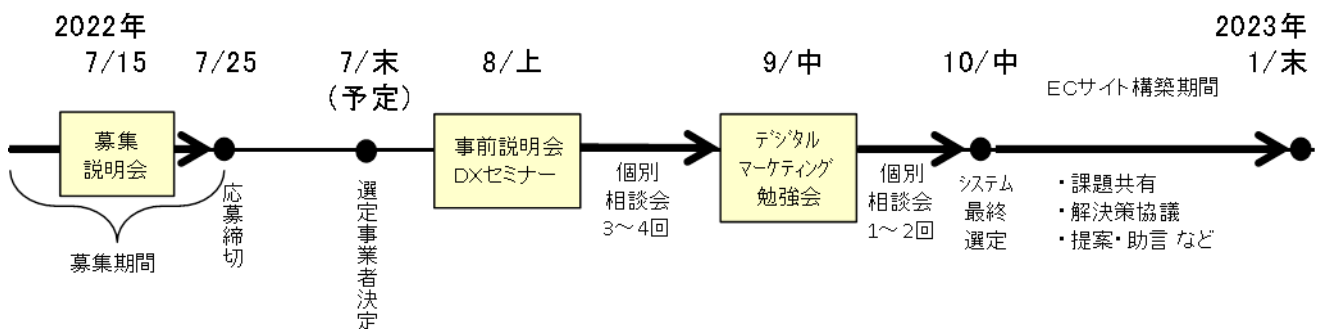 2022年
7/15
7/25
7/末
(予定)
8/上
9/中
10/中
2023年
1/末
ECサイト構築期間
募集
説明会
事前説明会
DXセミナー
デジタル
マーケティング
勉強会
募集期間
応募締切
選定事業者決定
個別
相談会
3～4回
個別
相談会
1～2回
システム
最終
選定
・課題共有
・解決策協議
・提案・助言 など